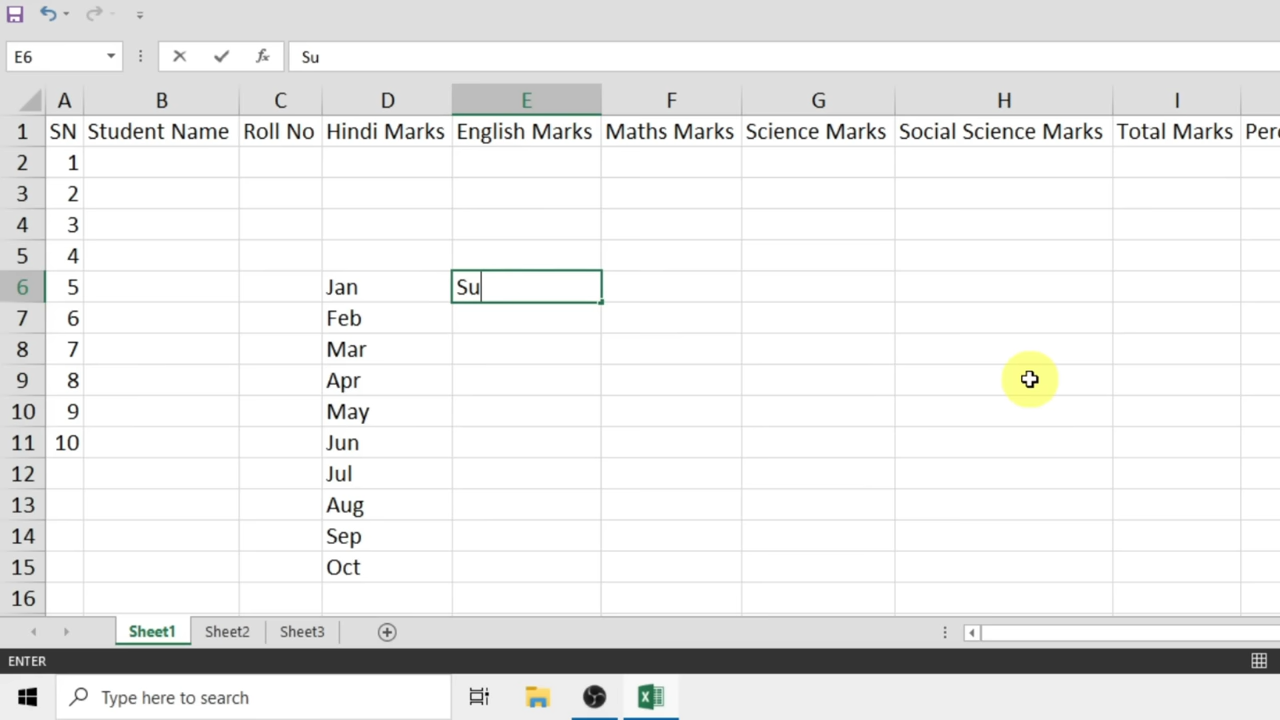 E6 fx Su
A B C D E F G H I
1 SN Student Name Roll No Hindi Marks English Marks Maths Marks Science Marks Social Science Marks Total Marks Perc
2 1
3 2
4 3
5 4
6 5 Jan Su
7 6 Feb
8 7 Mar
9 8 Apr
10 9 May
11 10 Jun
12 Jul
13 Aug
14 Sep
15 Oct
16
Sheet1 Sheet2 Sheet3
ENTER
Type here to search